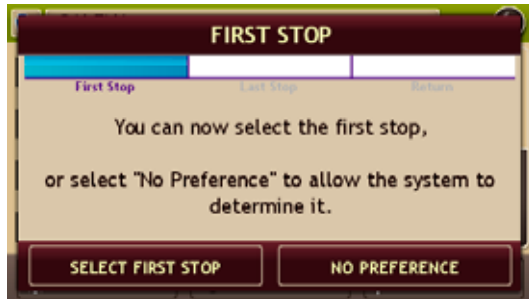 FIRST STOP
First Stop Last Stop Return
You can now select the first stop,
or select "No Preference" to allow the system to
determine it.
SELECT FIRST STOP NO PREFERENCE